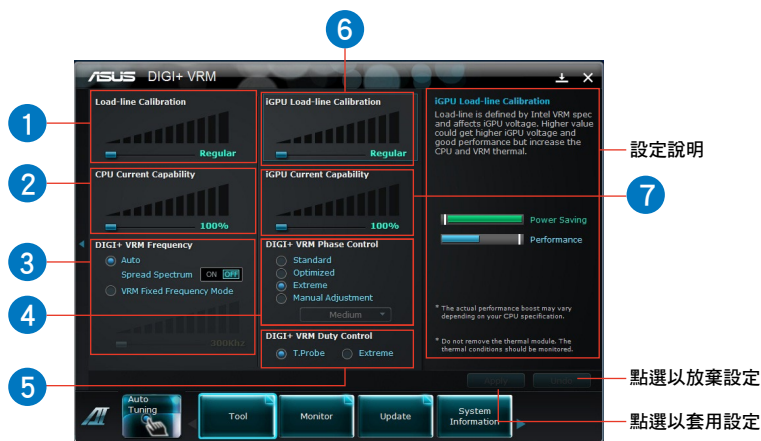 6
ASUS DIGI+ VRM
Load-line Calibration
Regular
iGPU Load-line Calibration
Regular
iGPU Load-line Calibration
Load-line is defined by Intel VRM spec
and affects iGPU voltage. Higher value
could get higher iGPU voltage and
good performance but increase the
CPU and VRM thermal.
1
設定說明
CPU Current Capability
100%
iGPU Current Capability
100%
2
7
Power Saving
Performance
DIGI+ VRM Frequency
Auto
Spread Spectrum ON OFF
VRM Fixed Frequency Mode
300Khz
3
DIGI+ VRM Phase Control
Standard
Optimized
Extreme
Manual Adjustment
Medium
4
* The actual performance boost may vary
depending on your CPU specification.
* Do not remove the thermal module. The
thermal conditions should be monitored.
DIGI+ VRM Duty Control
T.Probe Extreme
5
Apply Undo
點選以放棄設定
Auto
Tuning
Tool
Monitor
Update
System
Information
點選以套用設定